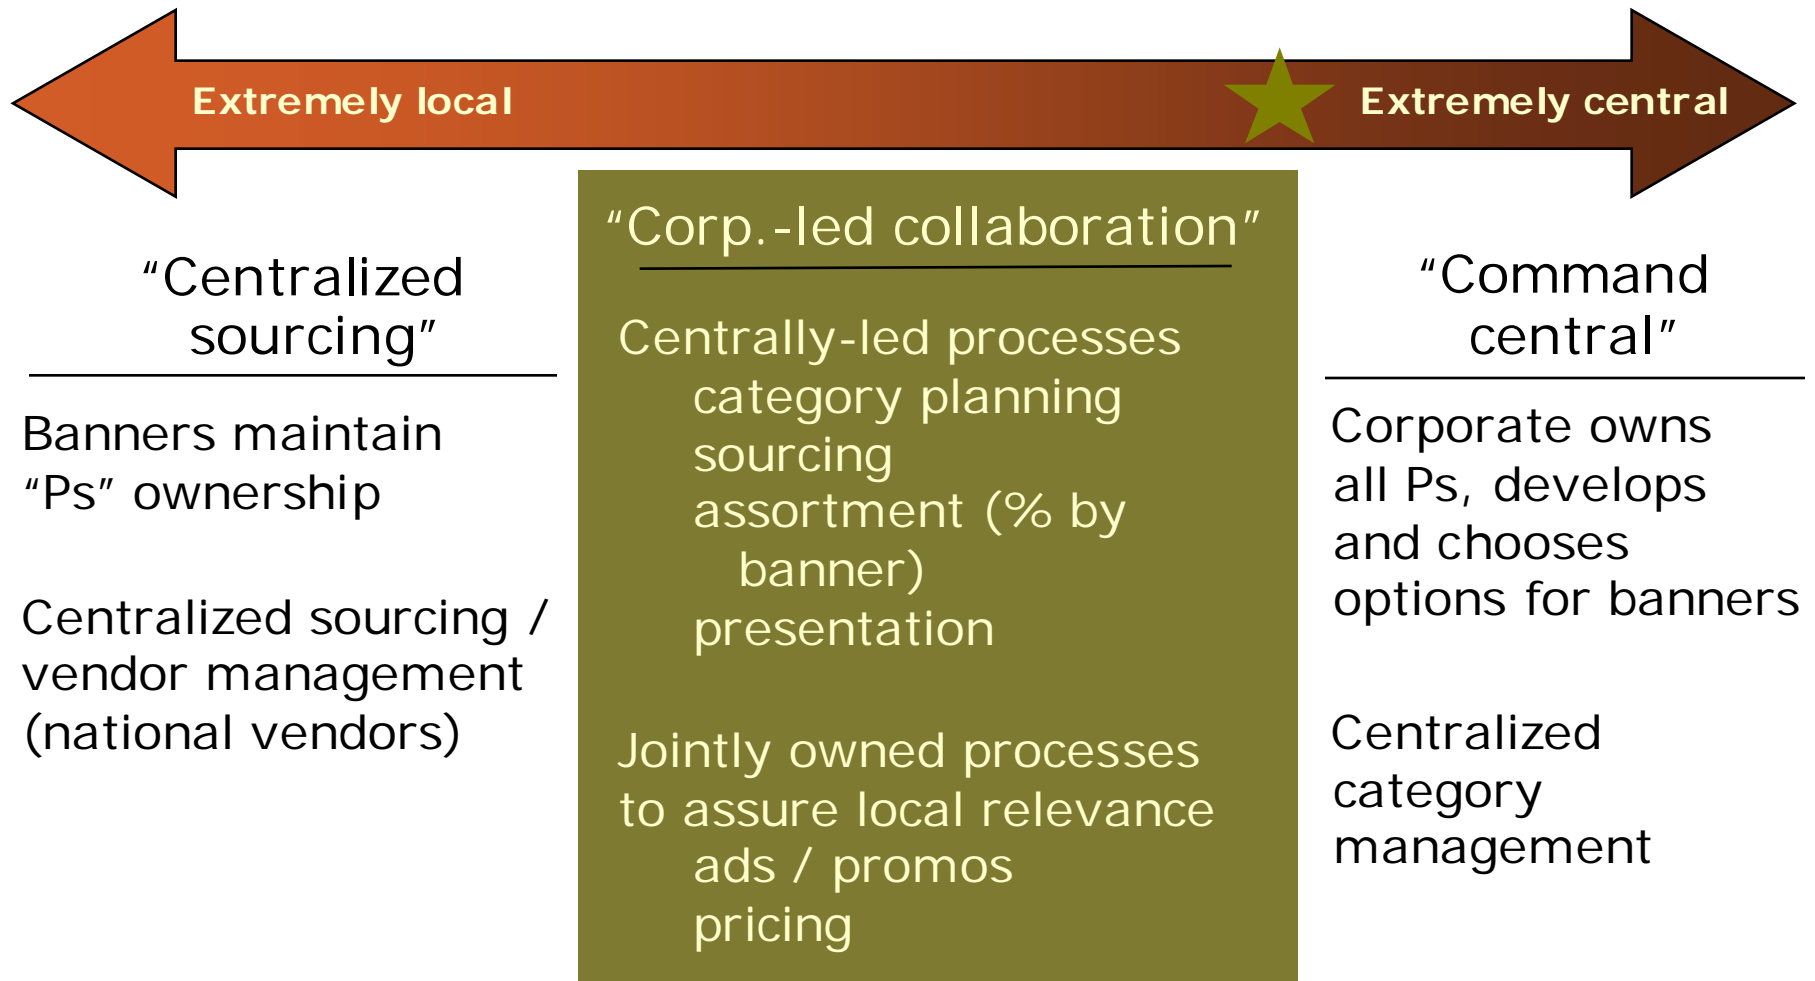 Extremely local
Extremely central
“Centralized
sourcing”
Banners maintain
“Ps” ownership
Centralized sourcing /
vendor management
(national vendors)
“Corp.-led collaboration”
Centrally-led processes
category planning
sourcing
assortment (% by
banner)
presentation
Jointly owned processes
to assure local relevance
ads / promos
pricing
“Command
central”
Corporate owns
all Ps, develops
and chooses
options for banners
Centralized
category
management